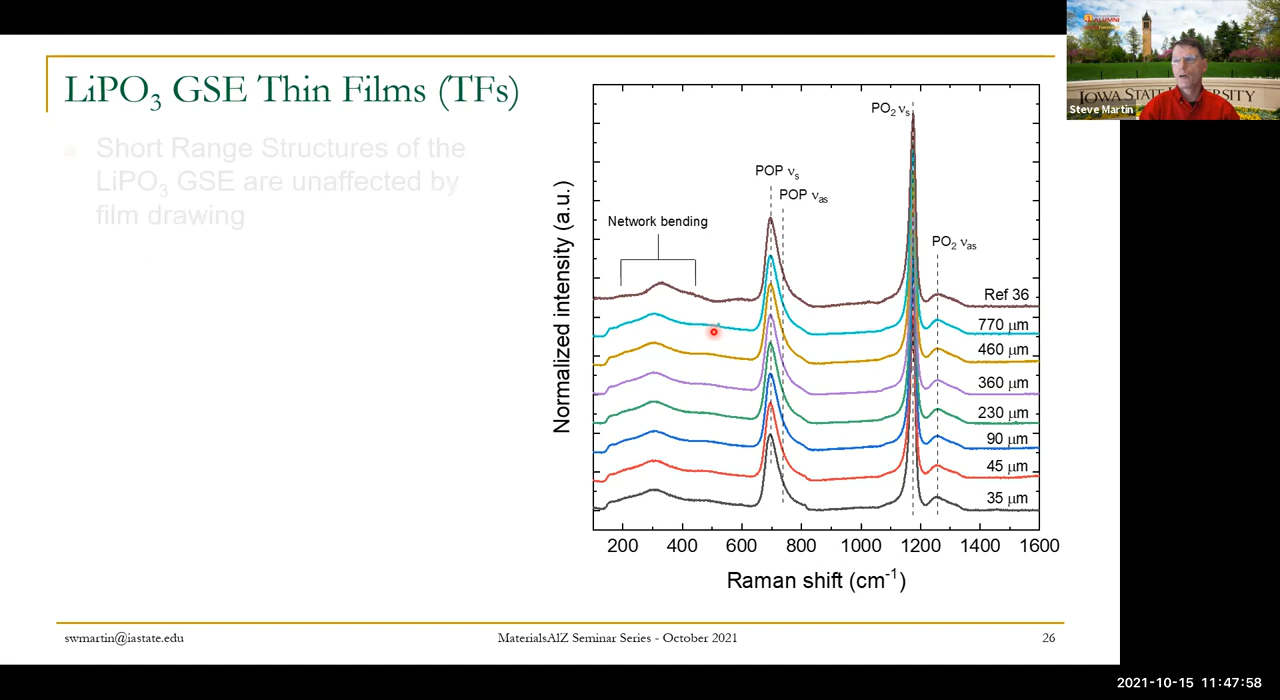 LiPO₃ GSE Thin Films (TFs)
Short Range Structures of the
LiPO₃ GSE are unaffected by
film drawing
Normalized intensity (a.u.)
Network bending
POP νs
POP νas
PO₂ νs
PO₂ νas
Ref 36
770 μm
460 μm
360 μm
230 μm
90 μm
45 μm
35 μm
200 400 600 800 1000 1200 1400 1600
Raman shift (cm⁻¹)
swmartin@iastate.edu
MaterialsAlZ Seminar Series - October 2021
26
ALUMNI
IOWA STATE UNIVERSITY
Steve Martin
2021-10-15 11:47:58